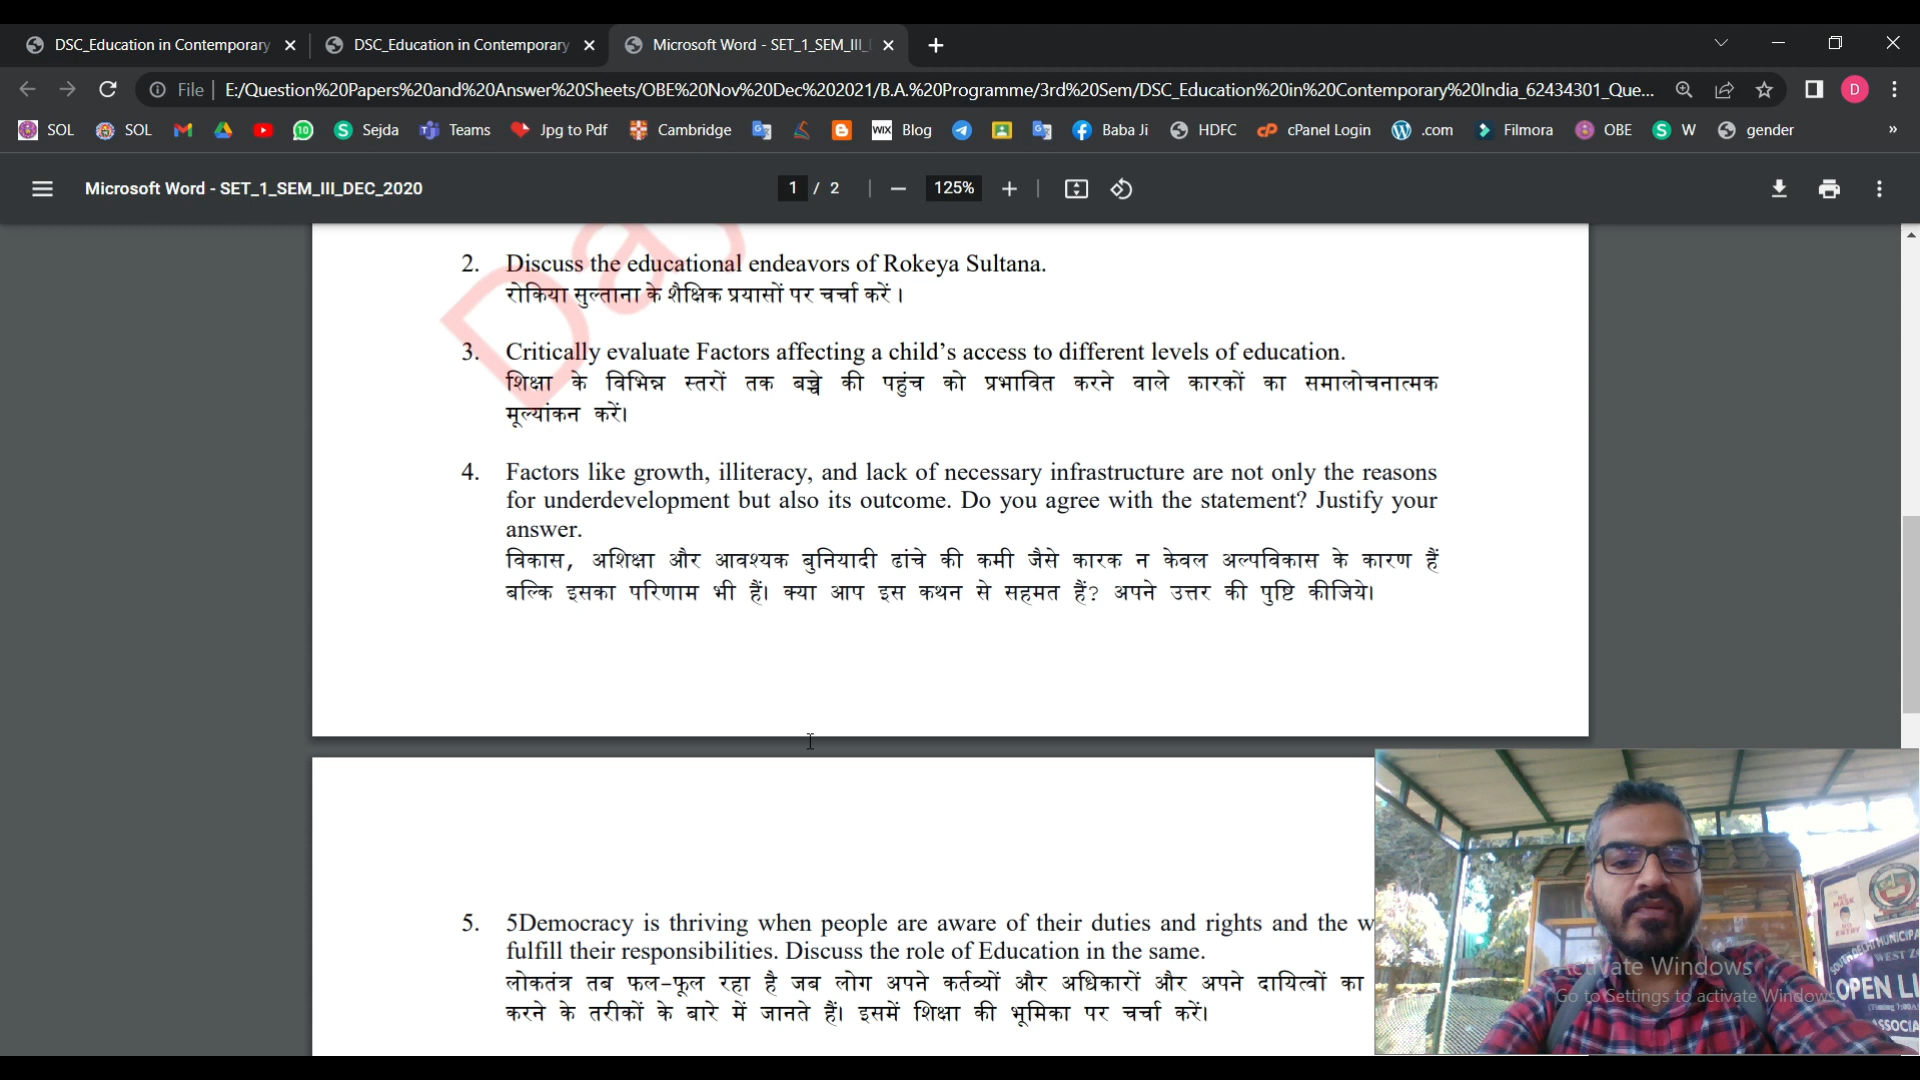 DSC_Education in Contemporary
DSC_Education in Contemporary
Microsoft Word - SET_1_SEM_III_
File
E:/Question%20Papers%20and%20Answer%20Sheets/OBE%20Nov%20Dec%202021/B.A.%20Programme/3rd%20Sem/DSC_Education%20in%20Contemporary%20India_62434301_Que...
D
SOL
SOL
10
Sejda
Teams
Jpg to Pdf
Cambridge
WIX
Blog
Baba Ji
HDFC
cPanel Login
.com
Filmora
OBE
W
gender
»
Microsoft Word - SET_1_SEM_III_DEC_2020
1 / 2
125%
2. Discuss the educational endeavors of Rokeya Sultana.
रोकिया सुल्ताना के शैक्षिक प्रयासों पर चर्चा करें ।
3. Critically evaluate Factors affecting a child’s access to different levels of education.
शिक्षा के विभिन्न स्तरों तक बच्चे की पहुंच को प्रभावित करने वाले कारकों का समालोचनात्मक
मूल्यांकन करें।
4. Factors like growth, illiteracy, and lack of necessary infrastructure are not only the reasons
for underdevelopment but also its outcome. Do you agree with the statement? Justify your
answer.
विकास, अशिक्षा और आवश्यक बुनियादी ढांचे की कमी जैसे कारक न केवल अल्पविकास के कारण हैं
बल्कि इसका परिणाम भी हैं। क्या आप इस कथन से सहमत हैं? अपने उत्तर की पुष्टि कीजिये।
5. 5Democracy is thriving when people are aware of their duties and rights and the w
fulfill their responsibilities. Discuss the role of Education in the same.
लोकतंत्र तब फल-फूल रहा है जब लोग अपने कर्तव्यों और अधिकारों और अपने दायित्वों का
करने के तरीकों के बारे में जानते हैं। इसमें शिक्षा की भूमिका पर चर्चा करें।
Activate Windows
Go to Settings to activate Windows.
NO MASK
NO ENTRY
WEST
OPEN LI
ASSOCIA